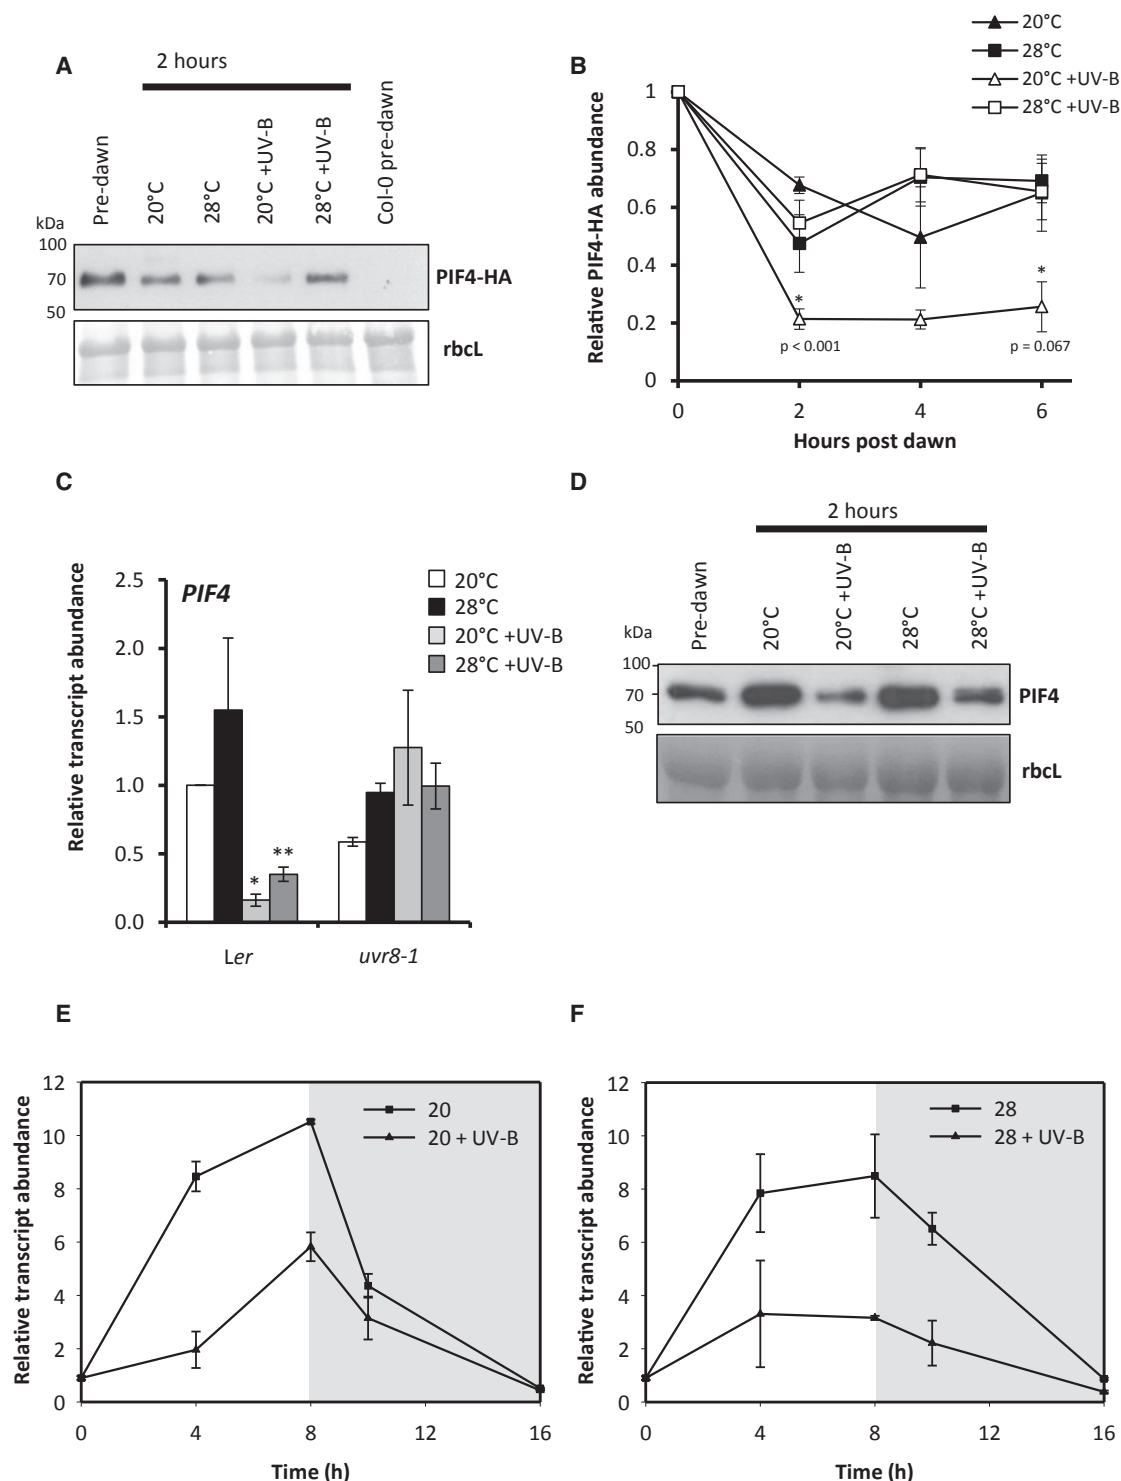 A
2 hours
Pre-dawn
20°C
28°C
20°C +UV-B
28°C +UV-B
Col-0 pre-dawn
kDa
100
70
50
PIF4-HA
rbcL
B
20°C
28°C
20°C +UV-B
28°C +UV-B
Relative PIF4-HA abundance
1
0.8
0.6
0.4
0.2
0
*
*
p < 0.001
p = 0.067
0
2
4
6
Hours post dawn
C
Relative transcript abundance
PIF4
20°C
28°C
20°C +UV-B
28°C +UV-B
2.5
2.0
1.5
1.0
0.5
0.0
*
**
Ler
uvr8-1
D
2 hours
Pre-dawn
20°C
20°C +UV-B
28°C
28°C +UV-B
kDa
100
70
50
PIF4
rbcL
E
Relative transcript abundance
12
10
8
6
4
2
0
20
20 + UV-B
0
4
8
12
16
Time (h)
F
Relative transcript abundance
12
10
8
6
4
2
0
28
28 + UV-B
0
4
8
12
16
Time (h)